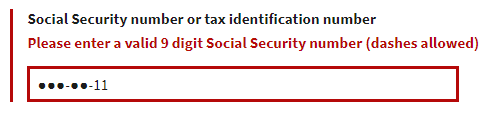 Social Security number or tax identification number
Please enter a valid 9 digit Social Security number (dashes allowed)
●●●-●●-11